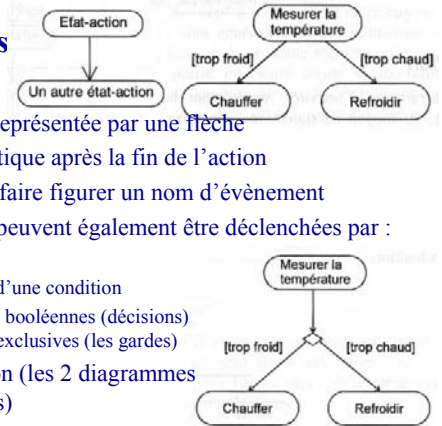 Efat-action
Mesurer la
température
s
[trop froid]
[trop chaud]
Un autre état-action
Chauffer
Refroidir
eprésentée par une flèche
tique après la fin de l’action
faire figurer un nom d’évènement
peuvent également être déclenchées par :
d’une condition
booléennes (décisions)
exclusives (les gardes)
on (les 2 diagrammes
s)
Mesurer la
température
[trop froid]
[trop chaud]
Chauffer
Refroidir